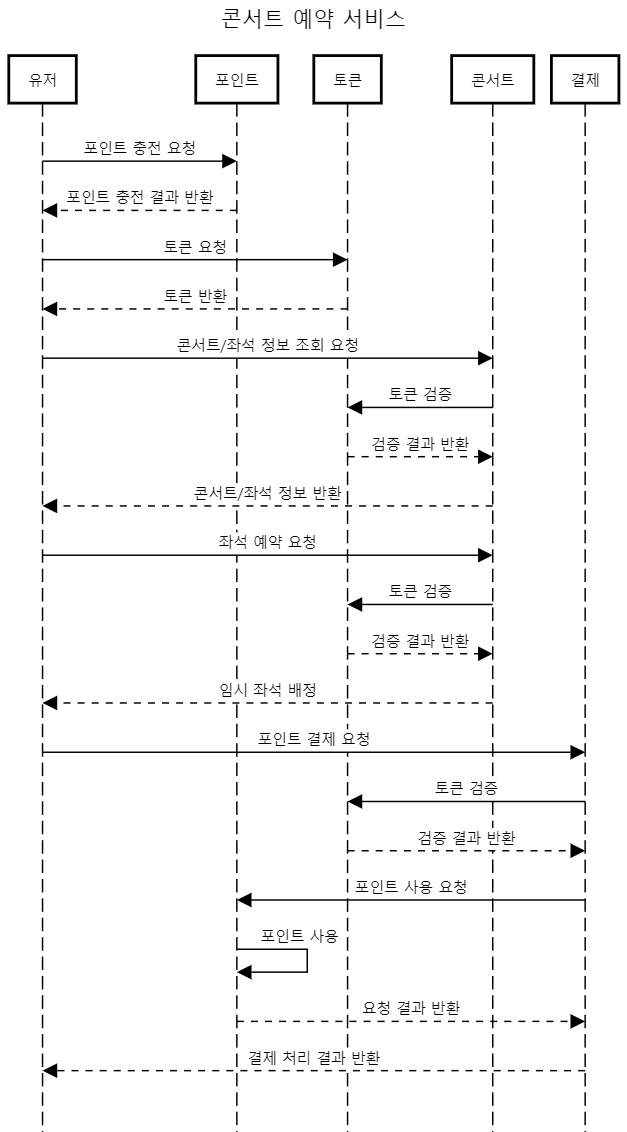 콘서트 예약 서비스
유저
포인트
토큰
콘서트
결제
포인트 충전 요청
포인트 충전 결과 반환
토큰 요청
토큰 반환
콘서트/좌석 정보 조회 요청
토큰 검증
검증 결과 반환
콘서트/좌석 정보 반환
좌석 예약 요청
토큰 검증
검증 결과 반환
임시 좌석 배정
포인트 결제 요청
토큰 검증
검증 결과 반환
포인트 사용 요청
포인트 사용
요청 결과 반환
결제 처리 결과 반환